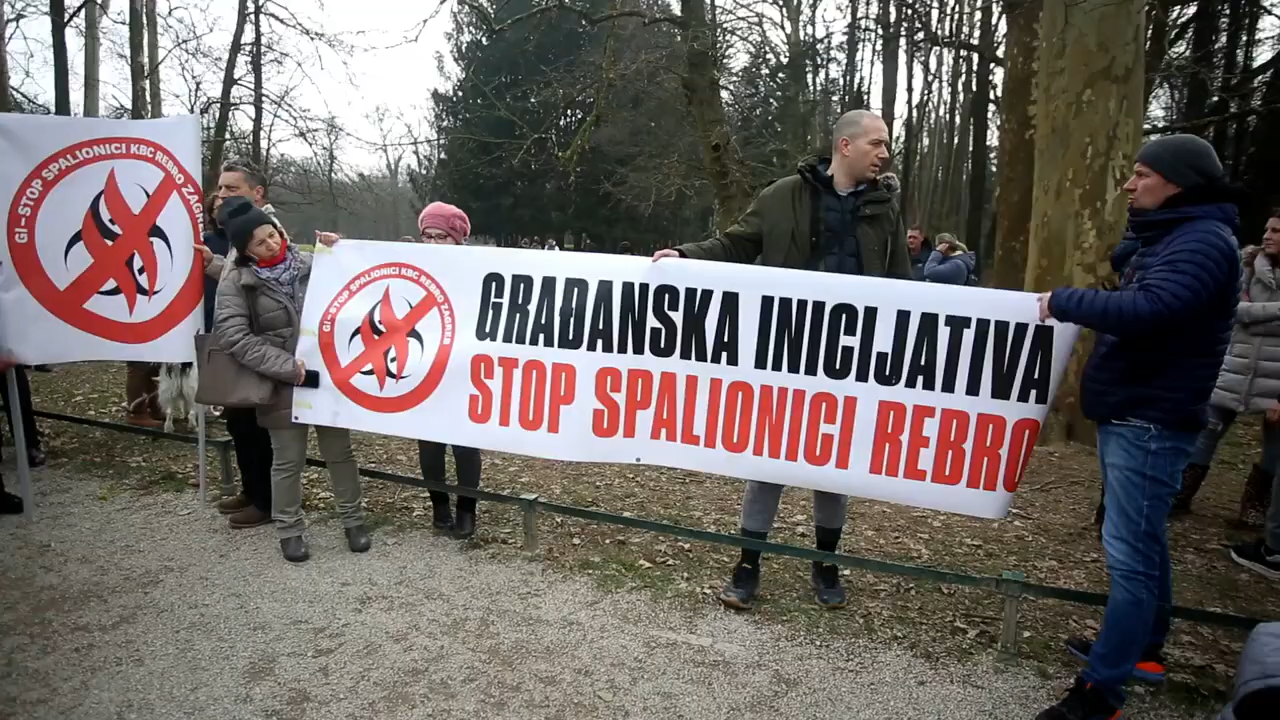 GI-STOP SPALIONICI KBC REBRO ZAGREB
GI-STOP SPALIONICI KBC REBRO ZAGREB
GRAĐANSKA INICIJATIVA
STOP SPALIONICI REBRO